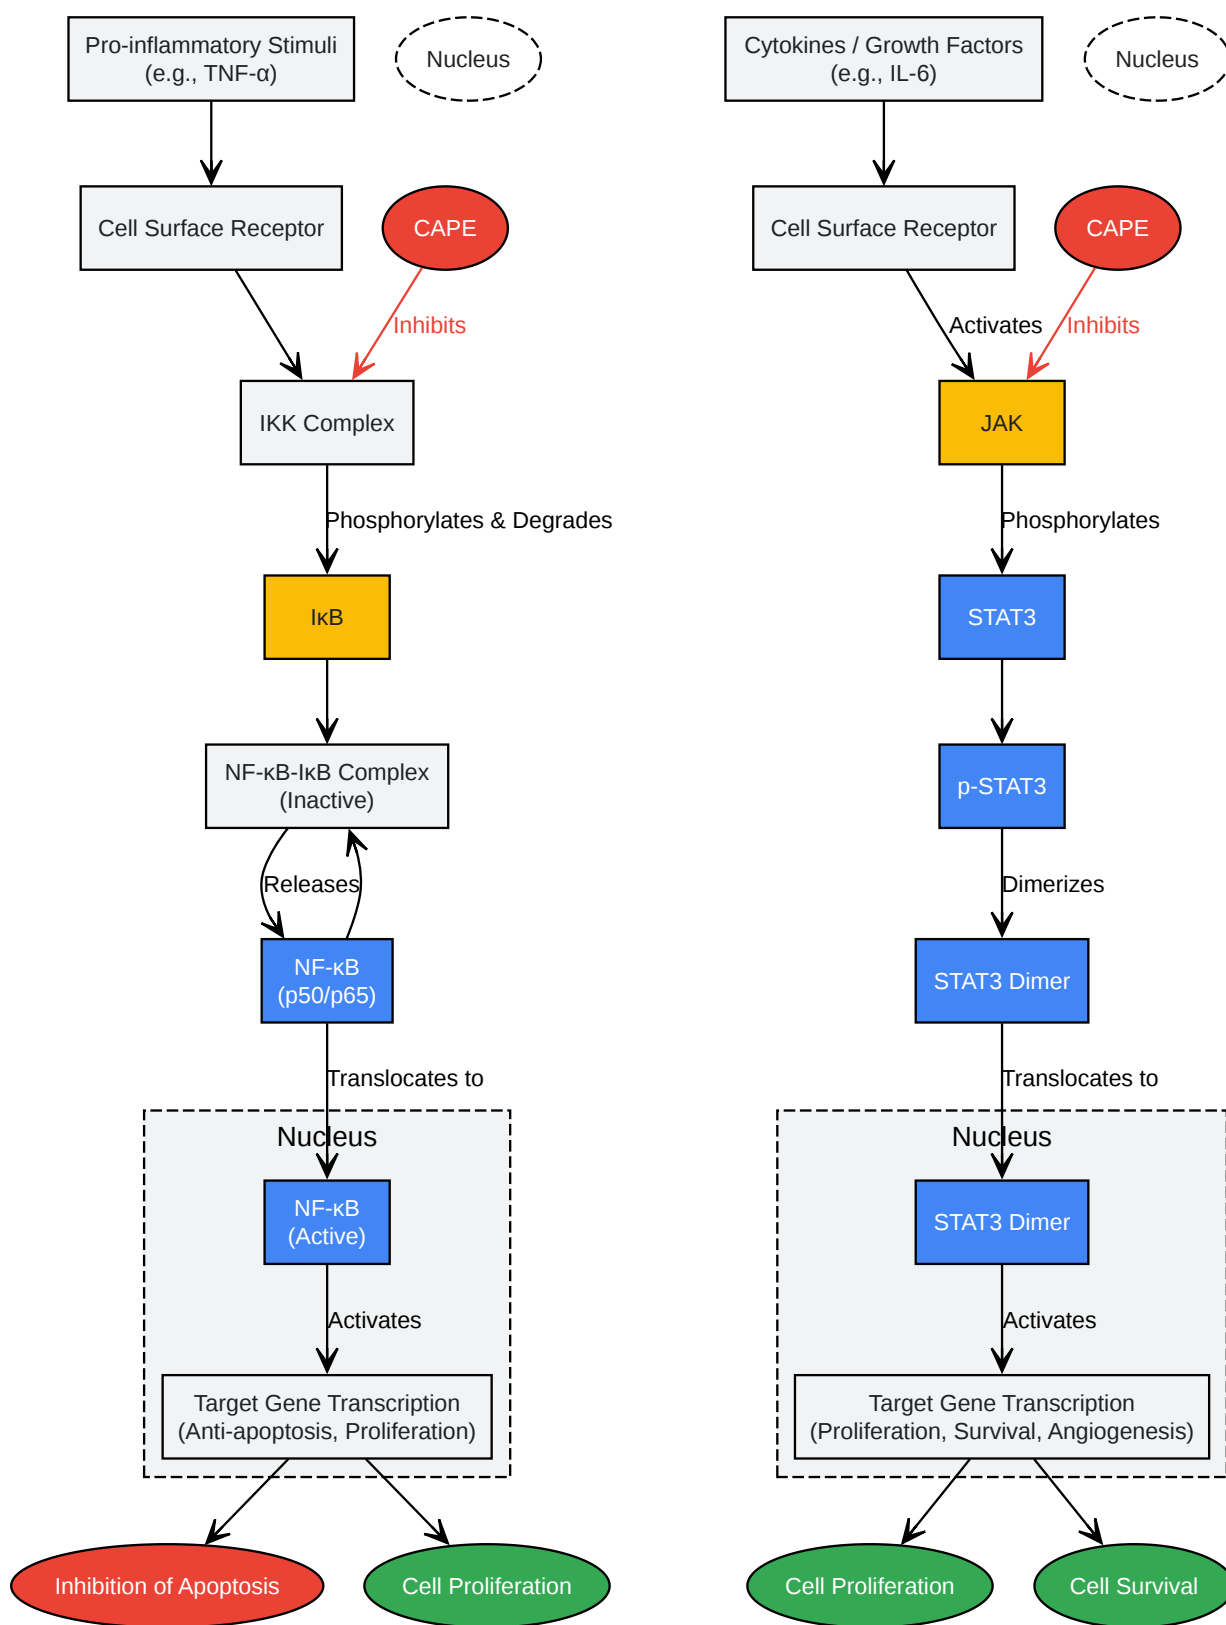 Pro-inflammatory Stimuli
(e.g., TNF-α)
Nucleus
Cell Surface Receptor
CAPE
Inhibits
IKK Complex
Phosphorylates & Degrades
IκB
NF-κB-IκB Complex
(Inactive)
Releases
NF-κB
(p50/p65)
Translocates to
Nucleus
NF-κB
(Active)
Activates
Target Gene Transcription
(Anti-apoptosis, Proliferation)
Inhibition of Apoptosis
Cell Proliferation
Cytokines / Growth Factors
(e.g., IL-6)
Nucleus
Cell Surface Receptor
CAPE
Activates
Inhibits
JAK
Phosphorylates
STAT3
p-STAT3
Dimerizes
STAT3 Dimer
Translocates to
Nucleus
STAT3 Dimer
Activates
Target Gene Transcription
(Proliferation, Survival, Angiogenesis)
Cell Proliferation
Cell Survival